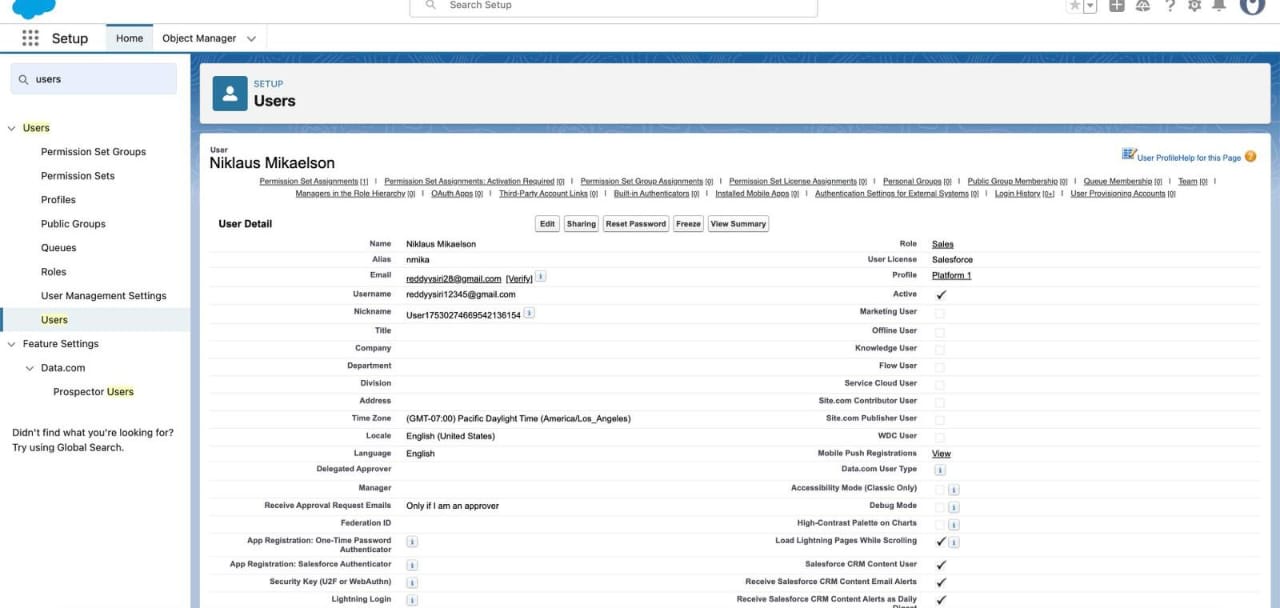 Search Setup
Setup
Home
Object Manager
users
Users
Permission Set Groups
Permission Sets
Profiles
Public Groups
Queues
Roles
User Management Settings
Users
Feature Settings
Data.com
Prospector Users
Didn't find what you're looking for?
Try using Global Search.
SETUP
Users
User
Niklaus Mikaelson
User Profile Help for this Page
Permission Set Assignments [1] | Permission Set Assignments: Activation Required [0] | Permission Set Group Assignments [0] | Permission Set License Assignments [0] | Personal Groups [0] | Public Group Membership [0] | Queue Membership [0] | Team [0] |
Managers in the Role Hierarchy [0] | OAuth Apps [0] | Third-Party Account Links [0] | Built-in Authenticators [0] | Installed Mobile Apps [0] | Authentication Settings for External Systems [0] | Login History [0+] | User Provisioning Accounts [0]
User Detail
Edit Sharing Reset Password Freeze View Summary
Name Niklaus Mikaelson Role Sales
Alias nmika User License Salesforce
Email reddyysiri28@gmail.com [Verify] i Profile Platform 1
Username reddyysiri12345@gmail.com Active
Nickname User17530274669542136154 i Marketing User
Title Offline User
Company Knowledge User
Department Flow User
Division Service Cloud User
Address Site.com Contributor User
Time Zone (GMT-07:00) Pacific Daylight Time (America/Los_Angeles) Site.com Publisher User
Locale English (United States) WDC User
Language English Mobile Push Registrations View
Delegated Approver Data.com User Type i
Manager Accessibility Mode (Classic Only) i
Receive Approval Request Emails Only if I am an approver Debug Mode i
Federation ID High-Contrast Palette on Charts i
App Registration: One-Time Password Authenticator i Load Lightning Pages While Scrolling i
App Registration: Salesforce Authenticator i Salesforce CRM Content User
Security Key (U2F or WebAuthn) i Receive Salesforce CRM Content Email Alerts
Lightning Login i Receive Salesforce CRM Content Alerts as Daily
Digest